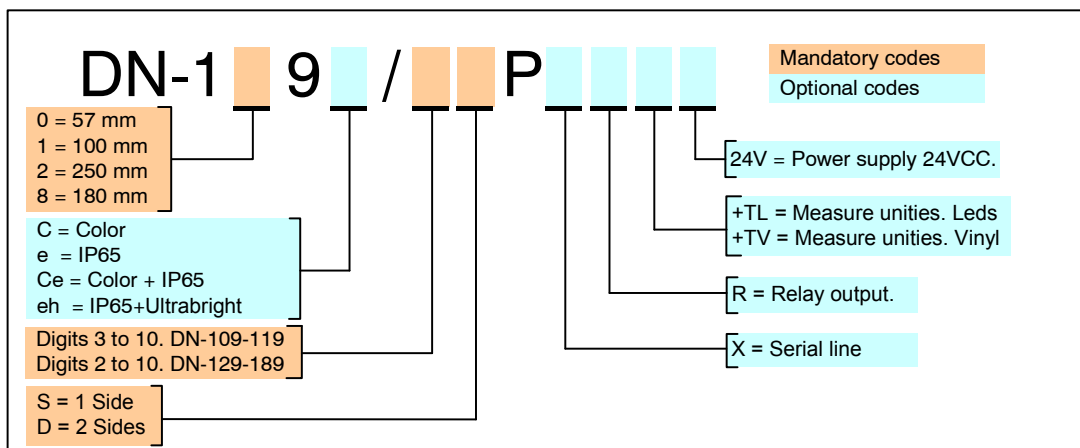 DN-1 9 / P
Mandatory codes
Optional codes
0 = 57 mm
1 = 100 mm
2 = 250 mm
8 = 180 mm
C = Color
e = IP65
Ce = Color + IP65
eh = IP65+Ultrabright
Digits 3 to 10. DN-109-119
Digits 2 to 10. DN-129-189
S = 1 Side
D = 2 Sides
24V = Power supply 24VCC.
+TL = Measure unities. Leds
+TV = Measure unities. Vinyl
R = Relay output.
X = Serial line